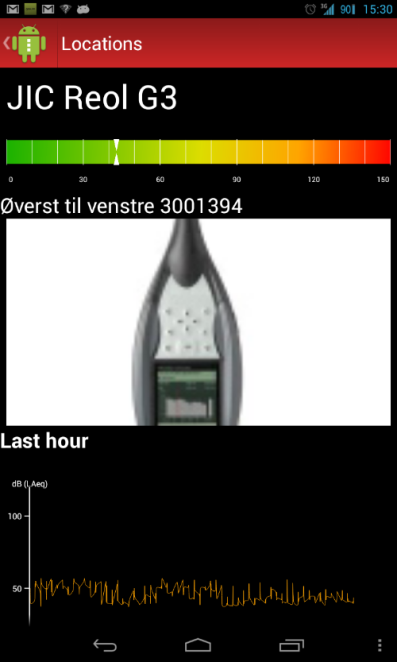 3G 90 15:30
Locations
JIC Reol G3
0 30 60 90 120 150
Øverst til venstre 3001394
Last hour
dB (LAeq)
100
50